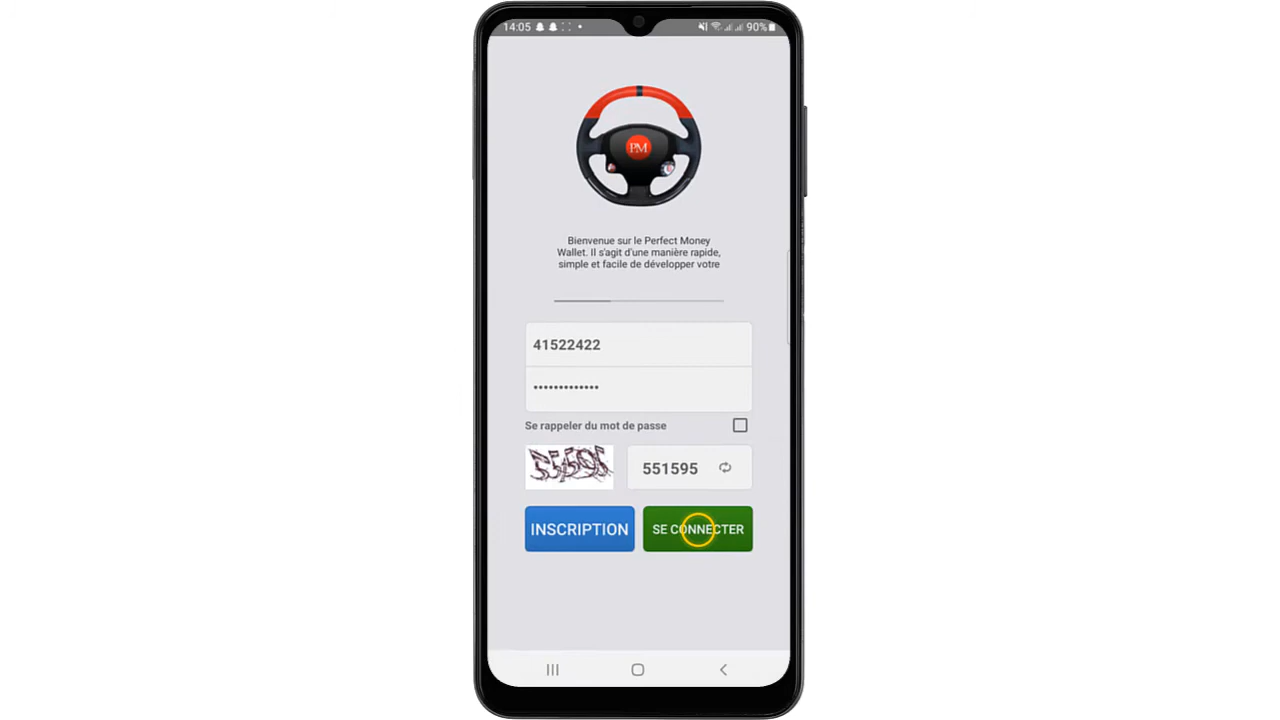 14:05
90%
PM
Bienvenue sur le Perfect Money
Wallet. Il s'agit d'une manière rapide,
simple et facile de développer votre
41522422
•••••••••••••
Se rappeler du mot de passe
551595
INSCRIPTION
SE CONNECTER